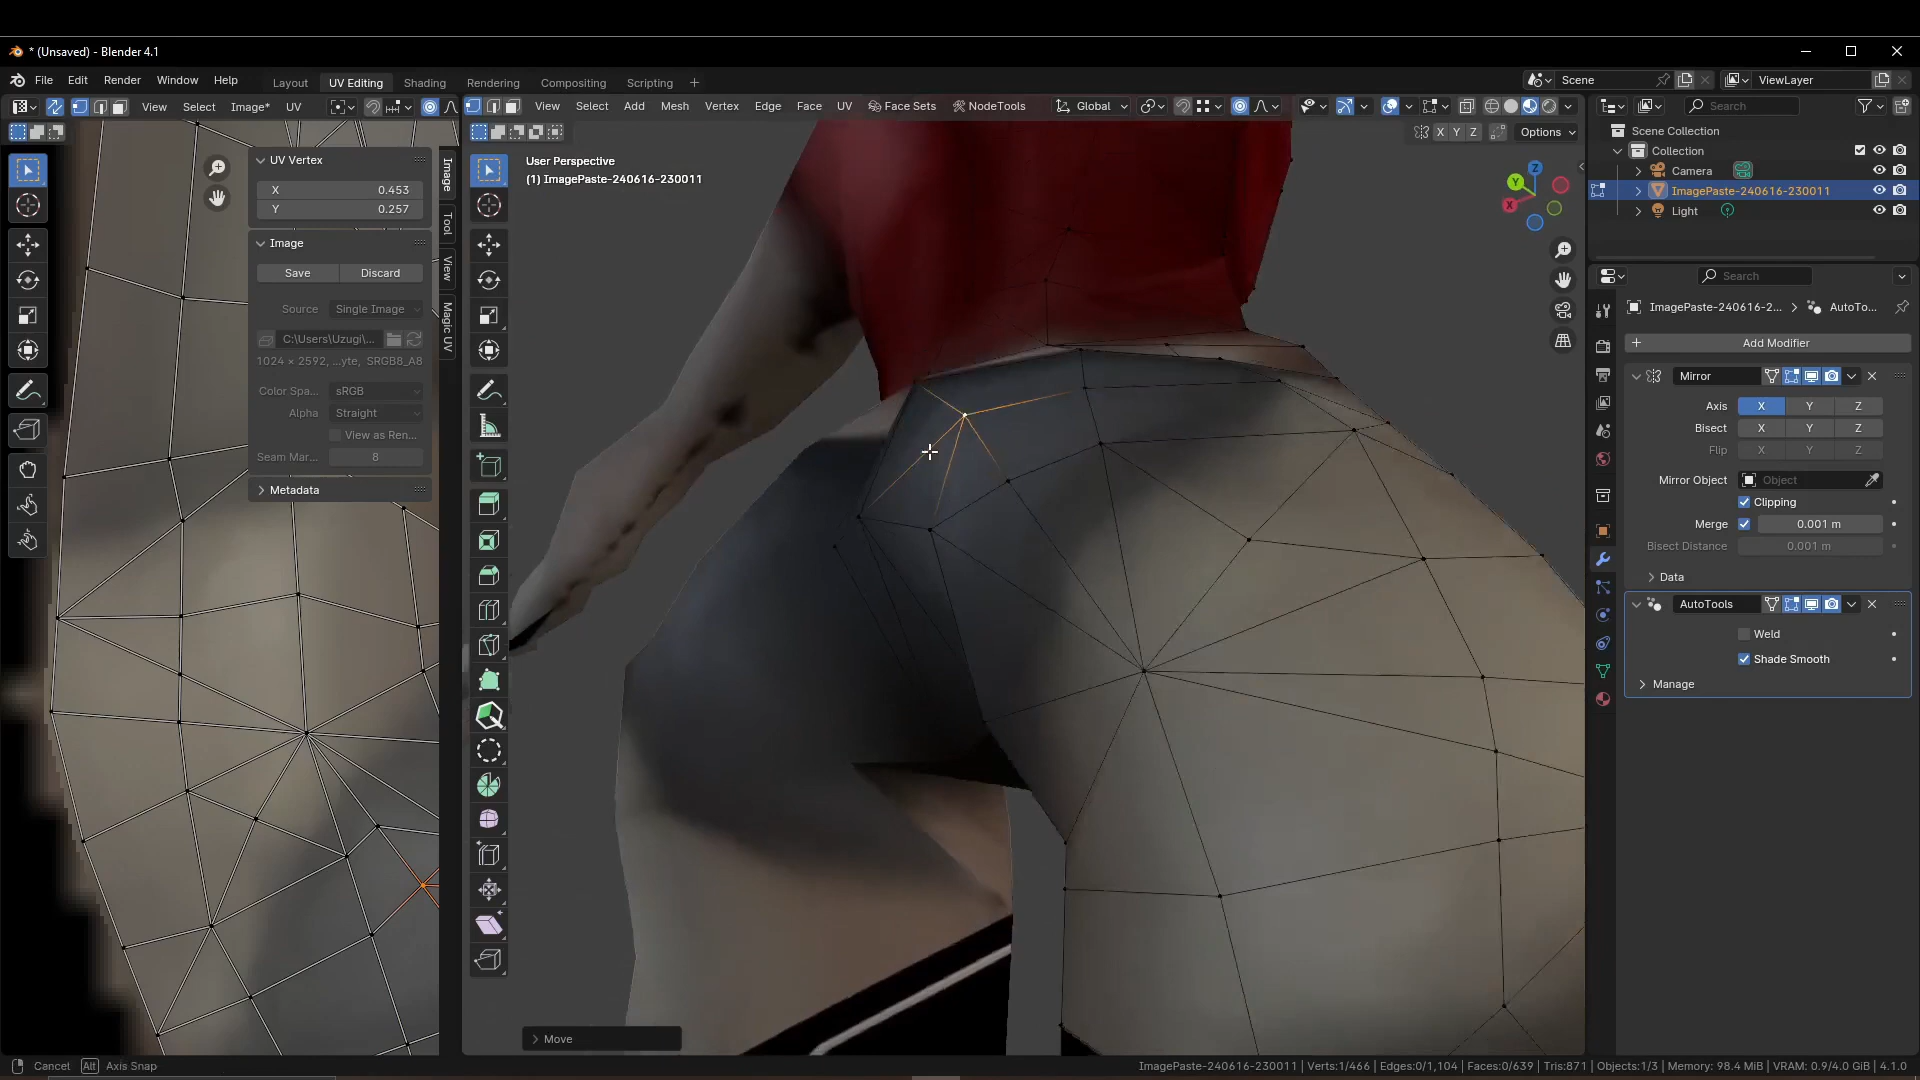 * (Unsaved) - Blender 4.1
File Edit Render Window Help
Layout UV Editing Shading Rendering Compositing Scripting +
Scene
ViewLayer
View Select Image* UV
View Select Add Mesh Vertex Edge Face UV Face Sets NodeTools
Global
Search
X Y Z
Options
User Perspective
(1) ImagePaste-240616-230011
UV Vertex
X 0.453
Y 0.257
Image
Save Discard
Source Single Image
C:\Users\Uzugi\...
1024 × 2592, ...yte, SRGB8_A8
Color Spa... sRGB
Alpha Straight
View as Ren...
Seam Mar... 8
Metadata
Image
Tool
View
Magic UV
Z
Y
X
Scene Collection
Collection
Camera
ImagePaste-240616-230011
Light
Search
ImagePaste-240616-2... > AutoTo...
+ Add Modifier
Mirror
Axis X Y Z
Bisect X Y Z
Flip X Y Z
Mirror Object Object
Clipping
Merge 0.001 m
Bisect Distance 0.001 m
Data
AutoTools
Weld
Shade Smooth
Manage
Move
Cancel Alt Axis Snap
ImagePaste-240616-230011 | Verts:1/466 | Edges:0/1,104 | Faces:0/639 | Tris:871 | Objects:1/3 | Memory: 98.4 MiB | VRAM: 0.9/4.0 GiB | 4.1.0